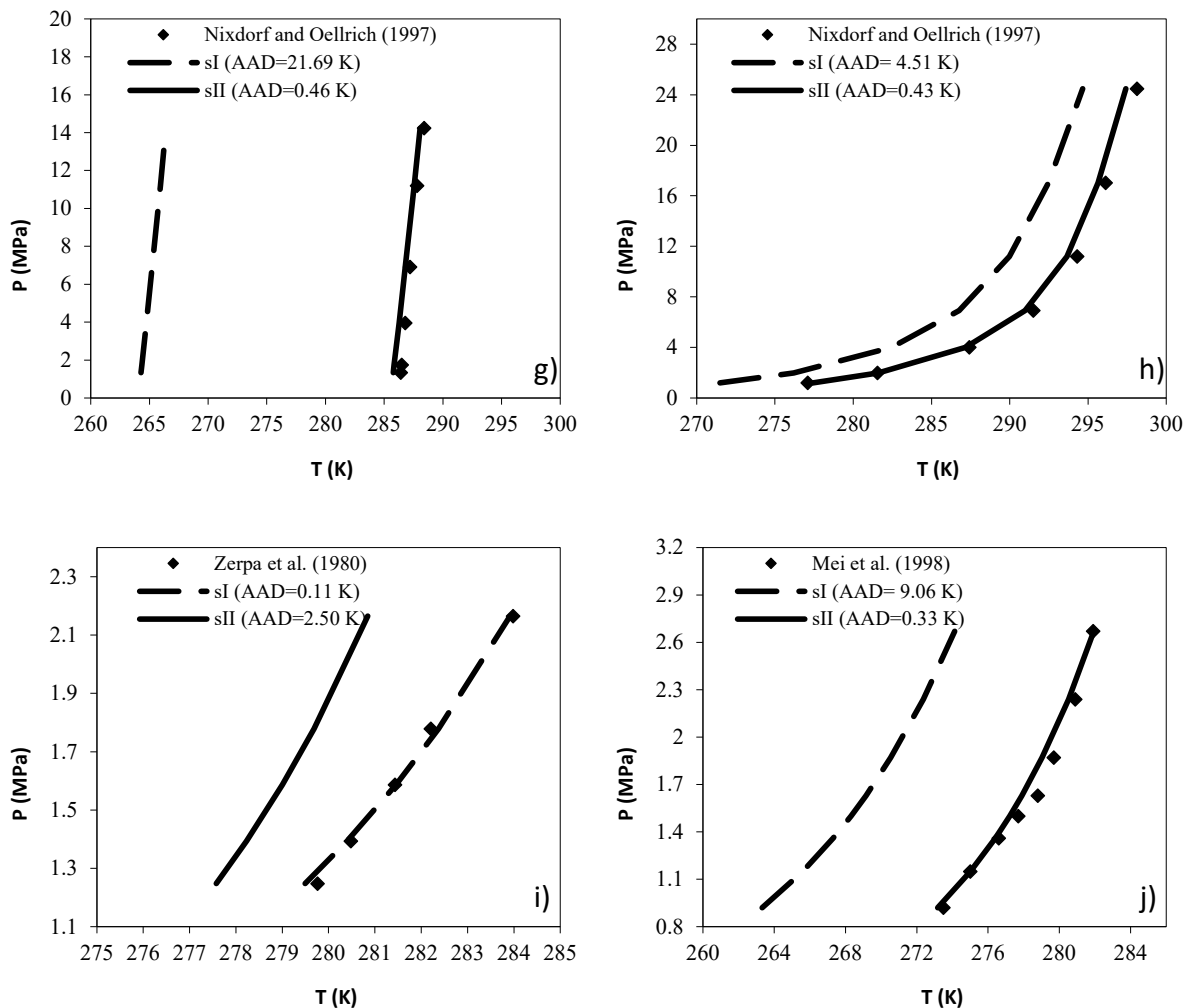 20
18
16
14
12
10
8
6
4
2
0
P (MPa)
◆ Nixdorf and Oellrich (1997)
sI (AAD=21.69 K)
sII (AAD=0.46 K)
g)
260 265 270 275 280 285 290 295 300
T (K)
28
24
20
16
12
8
4
0
P (MPa)
◆ Nixdorf and Oellrich (1997)
sI (AAD= 4.51 K)
sII (AAD=0.43 K)
h)
270 275 280 285 290 295 300
T (K)
2.3
2.1
1.9
1.7
1.5
1.3
1.1
P (MPa)
◆ Zerpa et al. (1980)
sI (AAD=0.11 K)
sII (AAD=2.50 K)
i)
275 276 277 278 279 280 281 282 283 284 285
T (K)
3.2
2.9
2.6
2.3
2
1.7
1.4
1.1
0.8
P (MPa)
◆ Mei et al. (1998)
sI (AAD= 9.06 K)
sII (AAD=0.33 K)
j)
260 264 268 272 276 280 284
T (K)